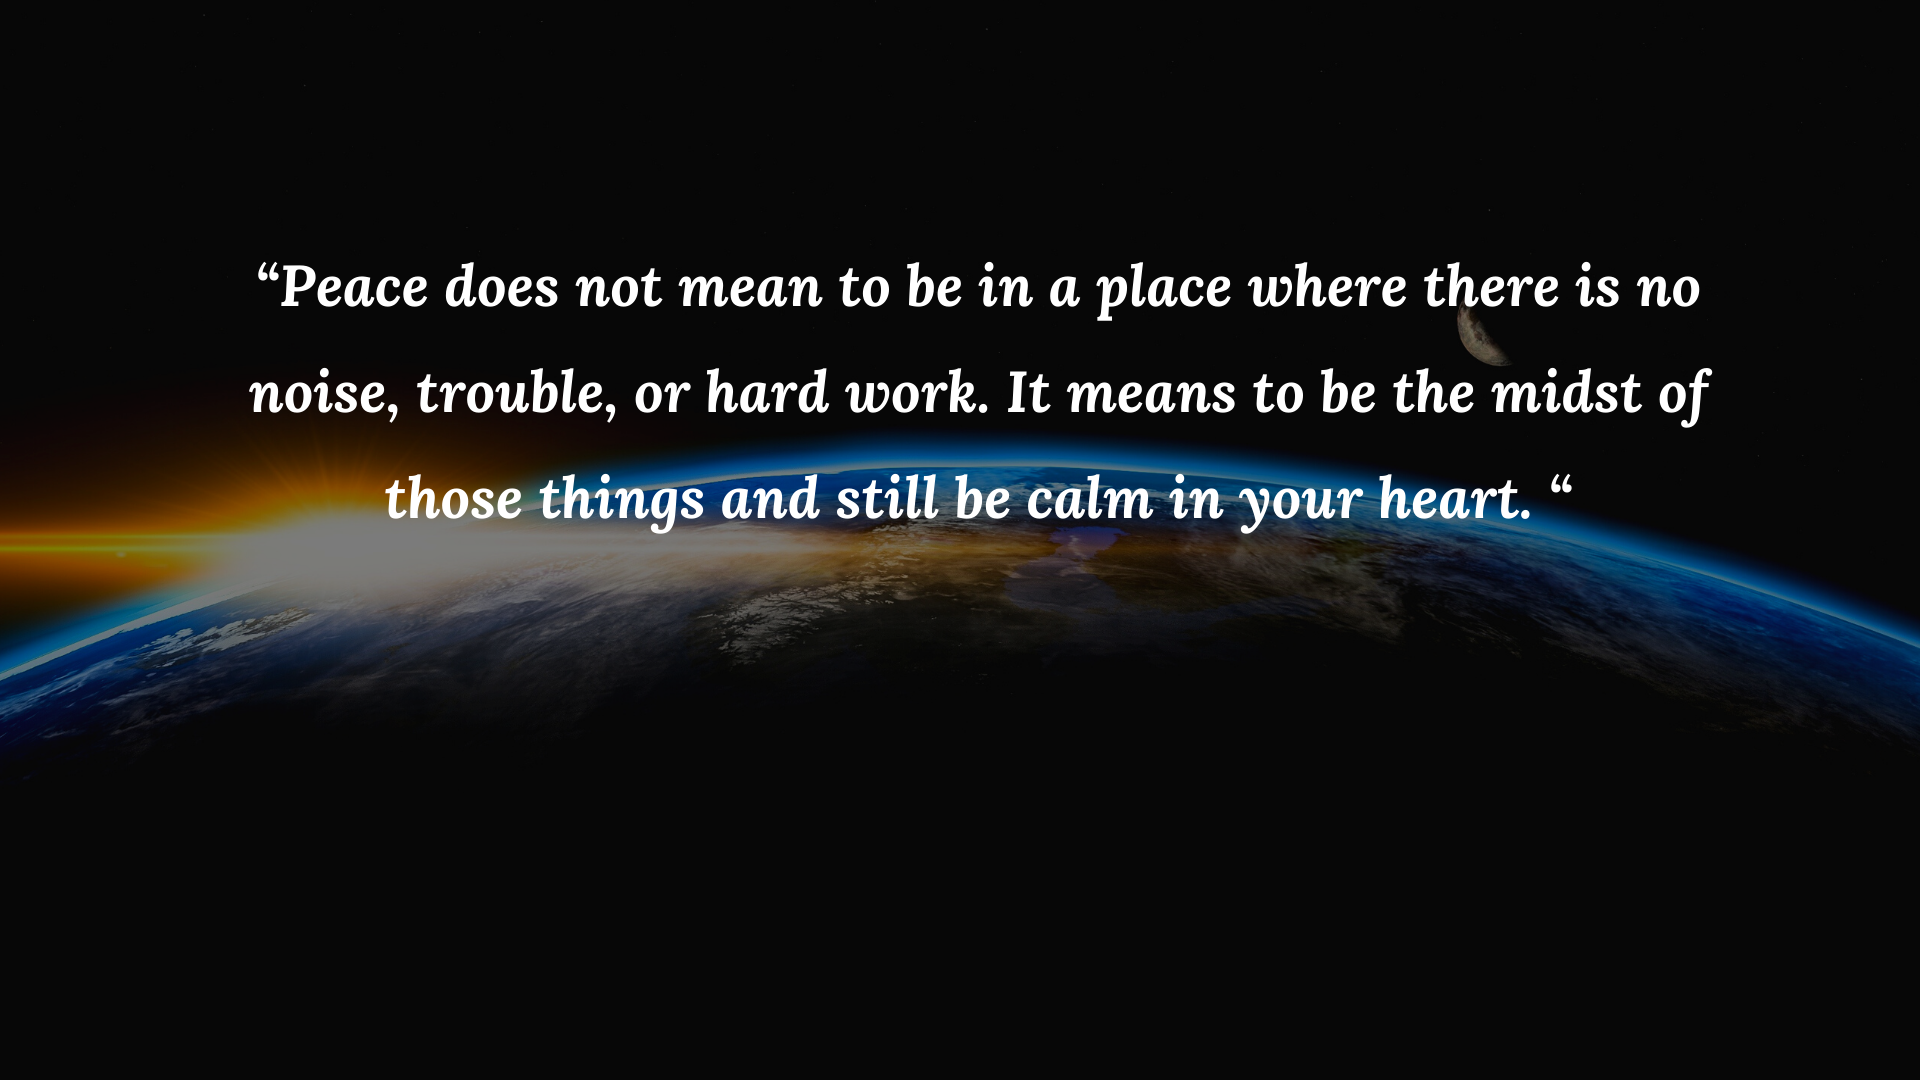 “Peace does not mean to be in a place where there is no
noise, trouble, or hard work. It means to be the midst of
those things and still be calm in your heart. “